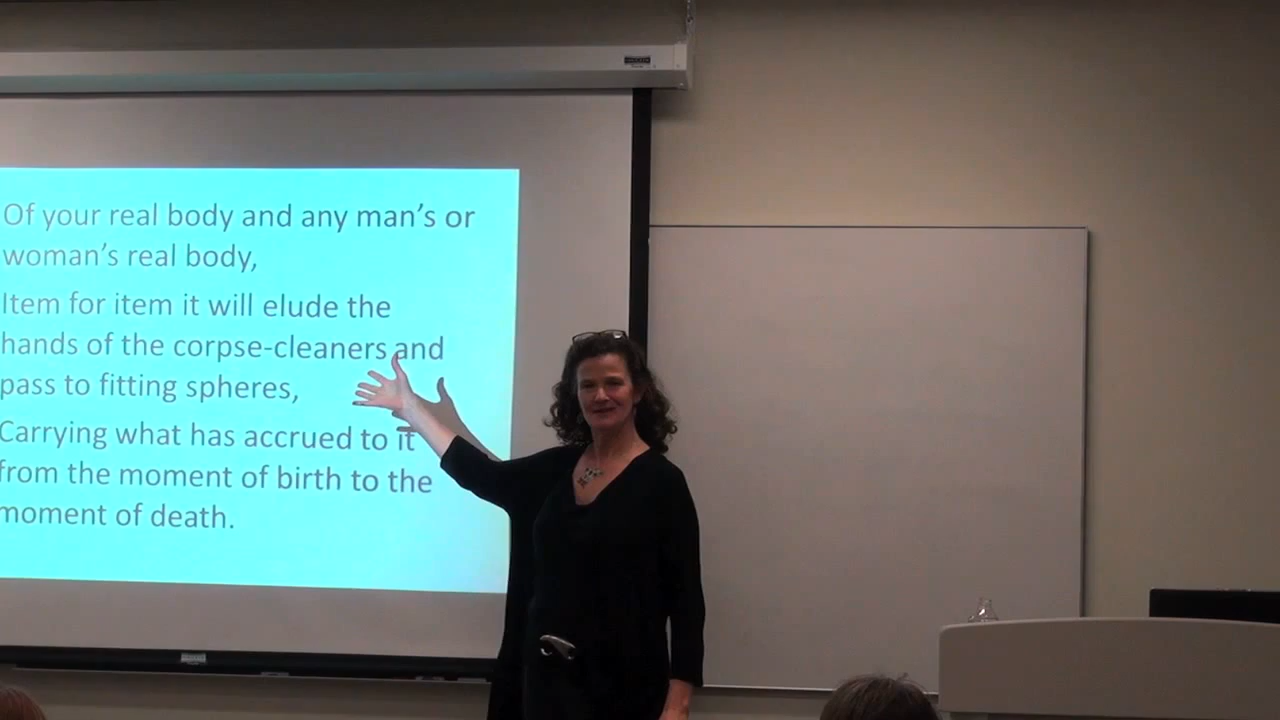 Of your real body and any man's or
woman's real body,
Item for item it will elude the
hands of the corpse-cleaners and
pass to fitting spheres,
Carrying what has accrued to it
from the moment of birth to the
moment of death.